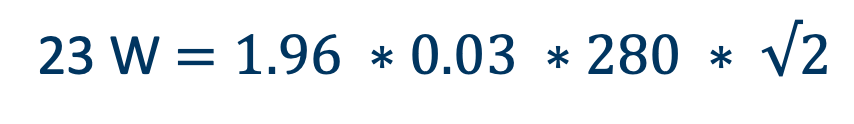 23 W = 1.96 * 0.03 * 280 * √2